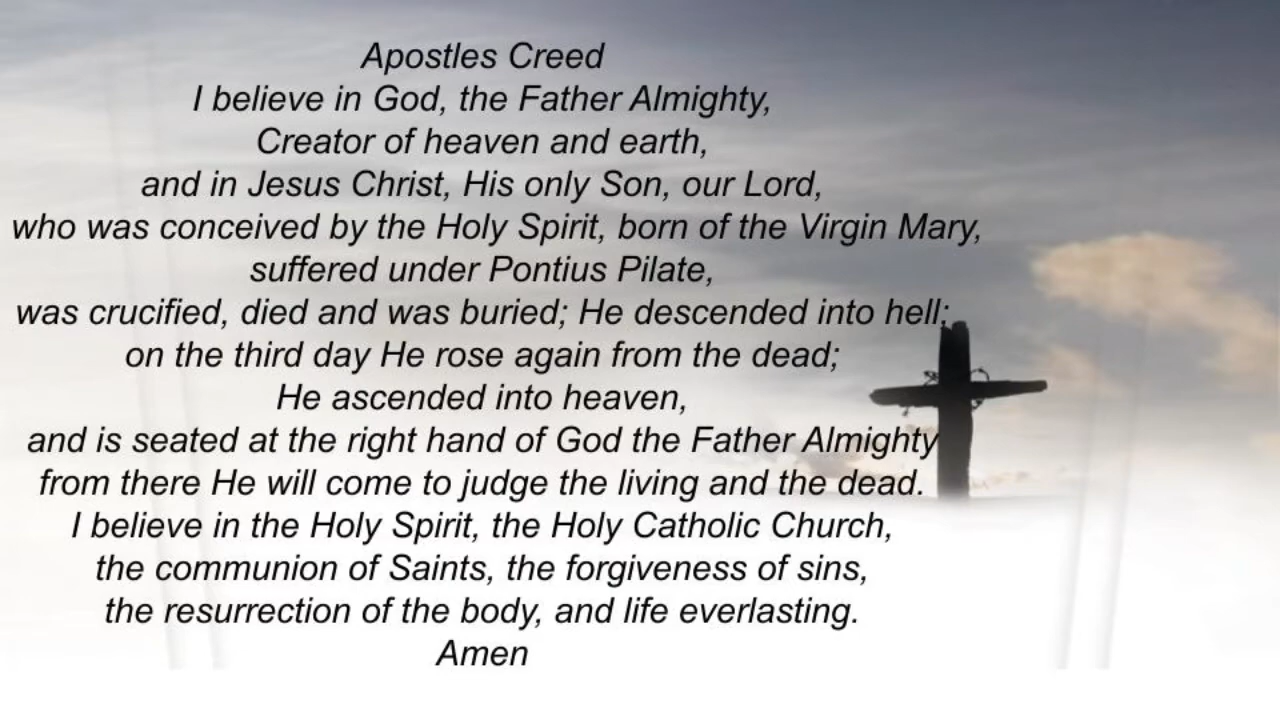 Apostles Creed
I believe in God, the Father Almighty,
Creator of heaven and earth,
and in Jesus Christ, His only Son, our Lord,
who was conceived by the Holy Spirit, born of the Virgin Mary,
suffered under Pontius Pilate,
was crucified, died and was buried; He descended into hell;
on the third day He rose again from the dead;
He ascended into heaven,
and is seated at the right hand of God the Father Almighty
from there He will come to judge the living and the dead.
I believe in the Holy Spirit, the Holy Catholic Church,
the communion of Saints, the forgiveness of sins,
the resurrection of the body, and life everlasting.
Amen